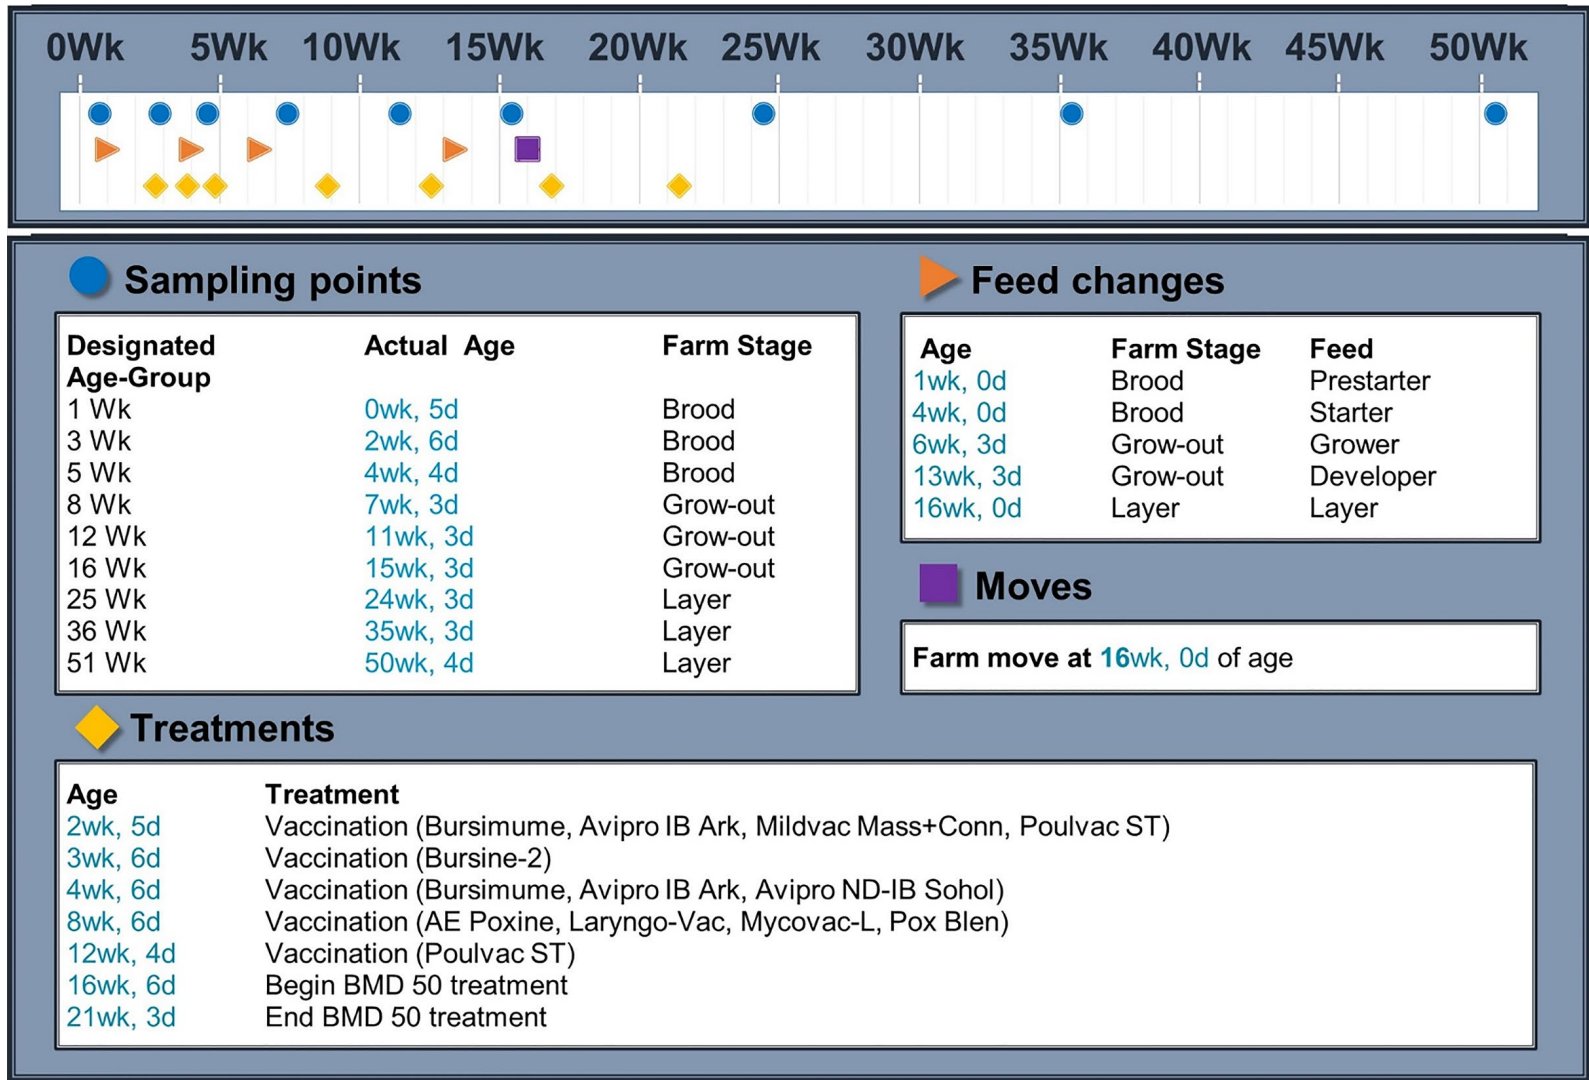 0Wk 5Wk 10Wk 15Wk 20Wk 25Wk 30Wk 35Wk 40Wk 45Wk 50Wk
Sampling points
Designated Age-Group Actual Age Farm Stage
1 Wk 0wk, 5d Brood
3 Wk 2wk, 6d Brood
5 Wk 4wk, 4d Brood
8 Wk 7wk, 3d Grow-out
12 Wk 11wk, 3d Grow-out
16 Wk 15wk, 3d Grow-out
25 Wk 24wk, 3d Layer
36 Wk 35wk, 3d Layer
51 Wk 50wk, 4d Layer
Feed changes
Age Farm Stage Feed
1wk, 0d Brood Prestarter
4wk, 0d Brood Starter
6wk, 3d Grow-out Grower
13wk, 3d Grow-out Developer
16wk, 0d Layer Layer
Moves
Farm move at 16wk, 0d of age
Treatments
Age Treatment
2wk, 5d Vaccination (Bursimume, Avipro IB Ark, Mildvac Mass+Conn, Poulvac ST)
3wk, 6d Vaccination (Bursine-2)
4wk, 6d Vaccination (Bursimume, Avipro IB Ark, Avipro ND-IB Sohol)
8wk, 6d Vaccination (AE Poxine, Laryngo-Vac, Mycovac-L, Pox Blen)
12wk, 4d Vaccination (Poulvac ST)
16wk, 6d Begin BMD 50 treatment
21wk, 3d End BMD 50 treatment